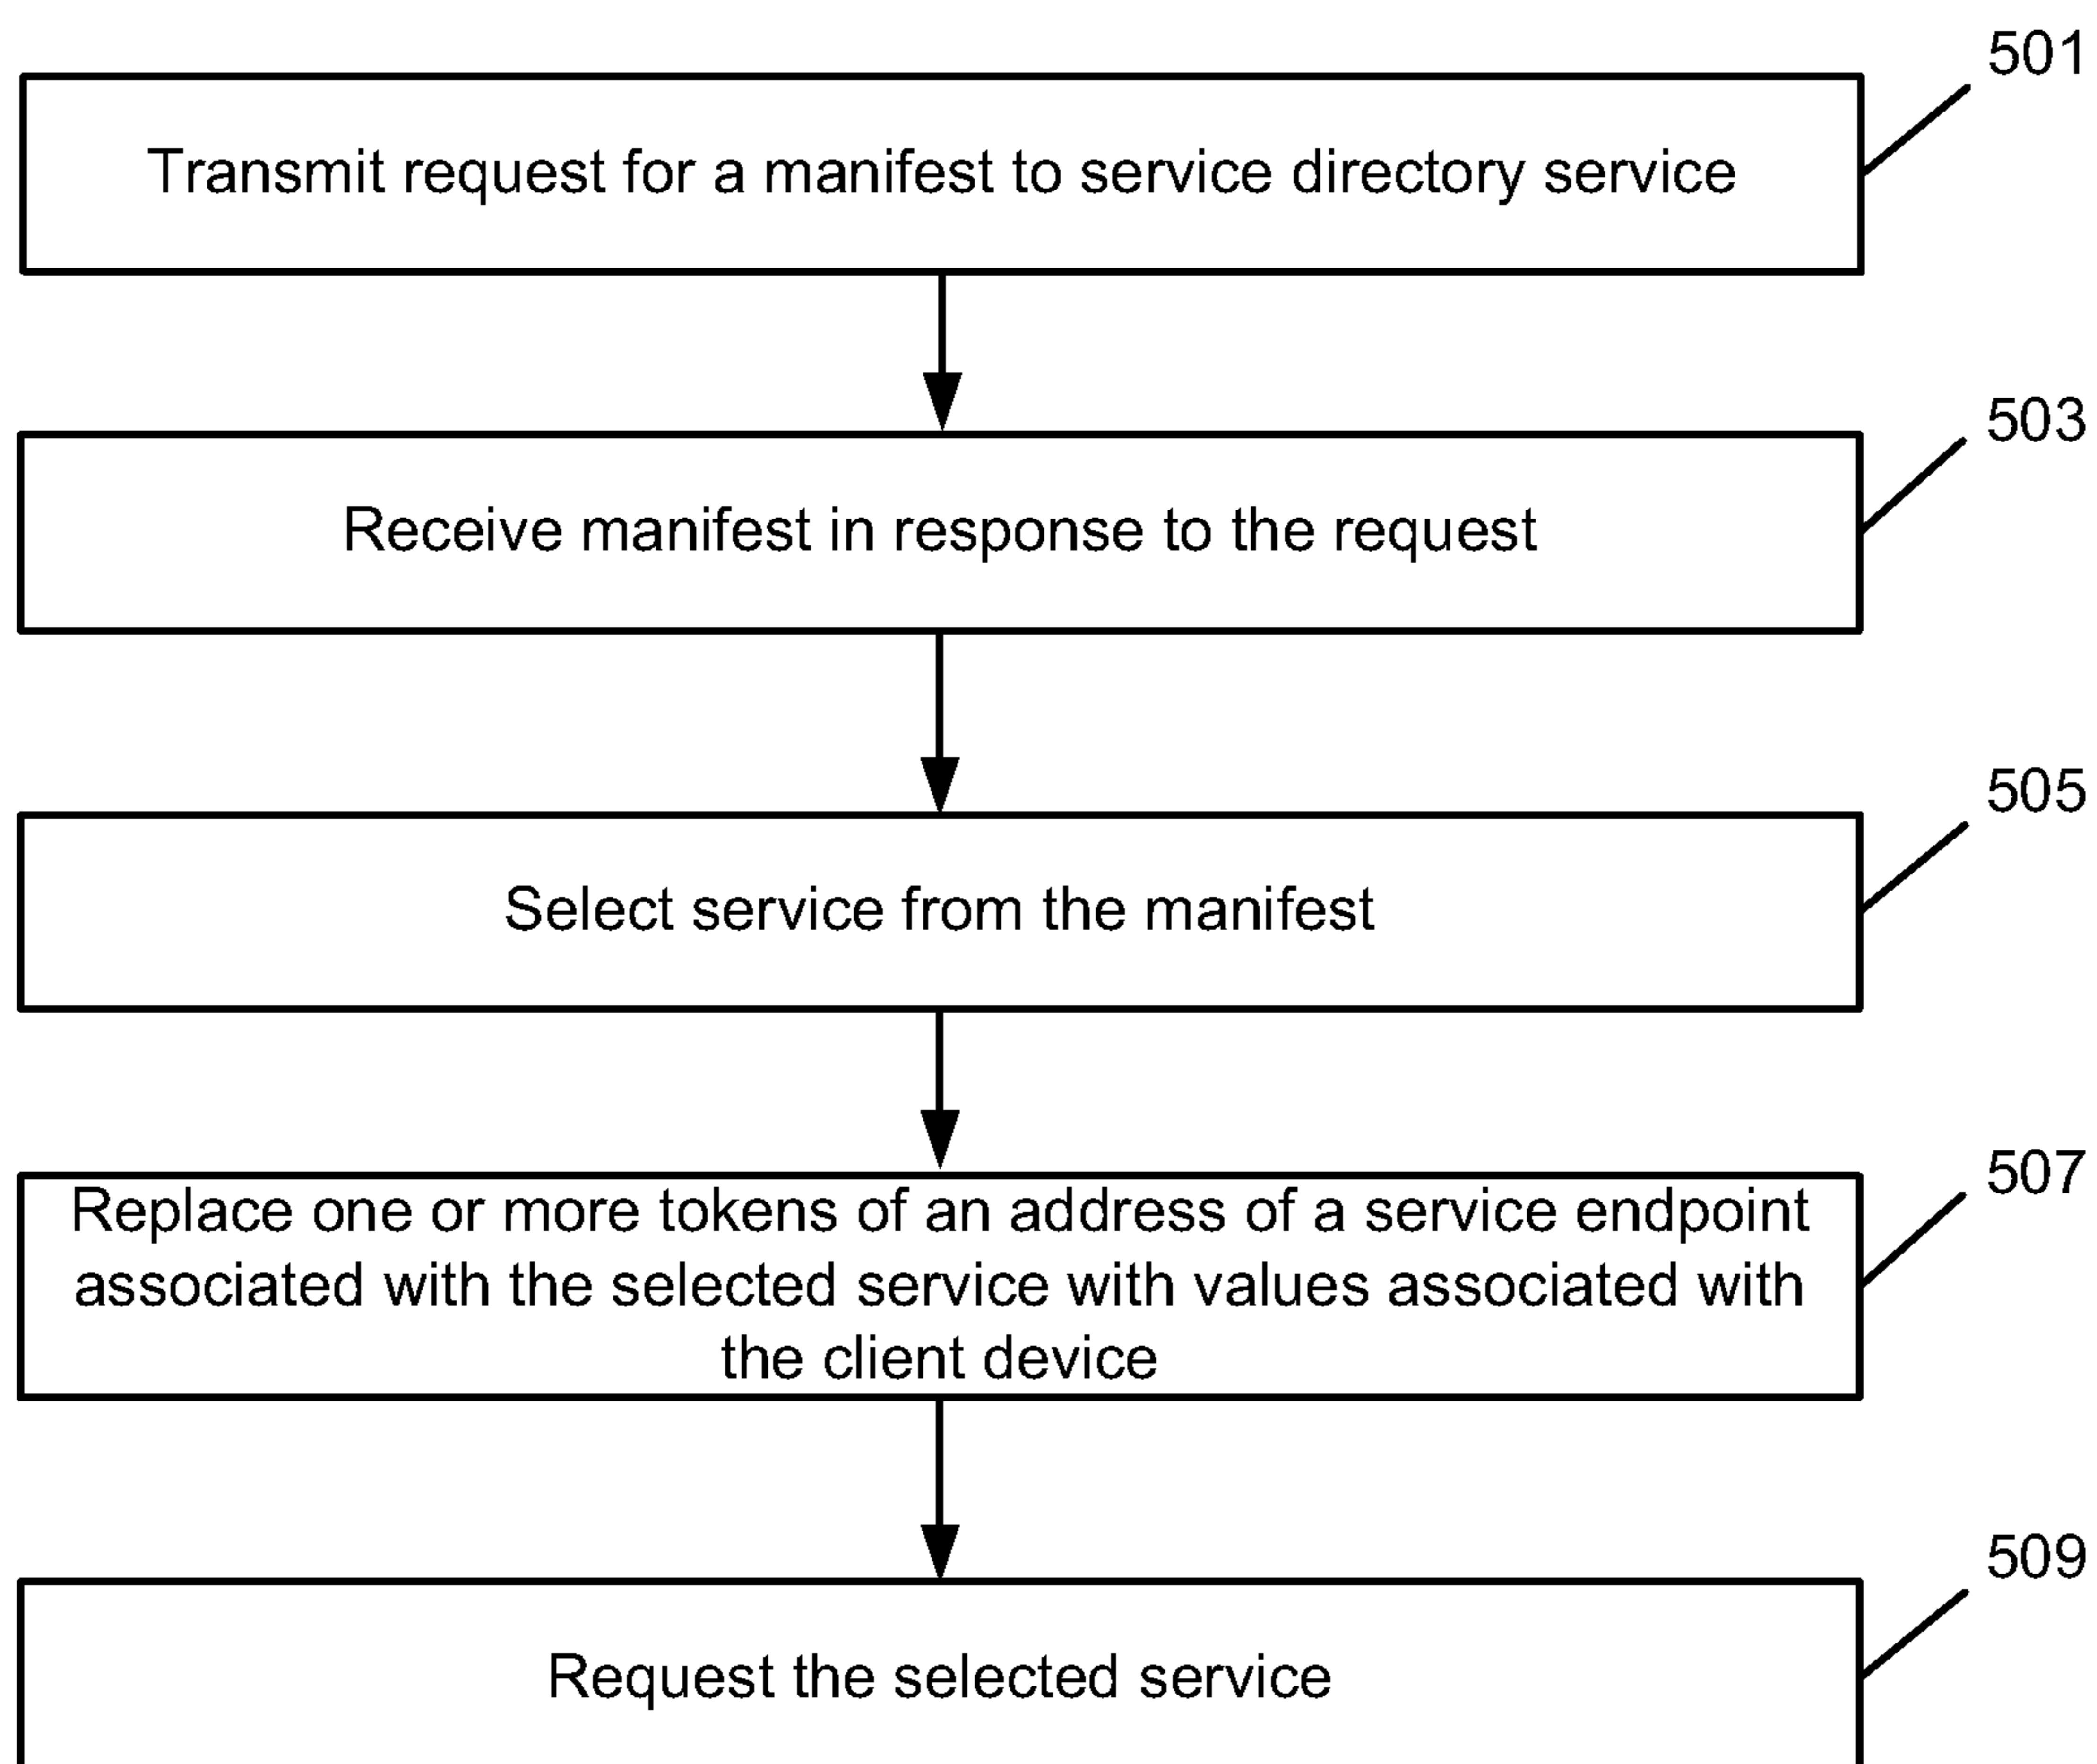 501
Transmit request for a manifest to service directory service
503
Receive manifest in response to the request
505
Select service from the manifest
507
Replace one or more tokens of an address of a service endpoint
associated with the selected service with values associated with
the client device
509
Request the selected service